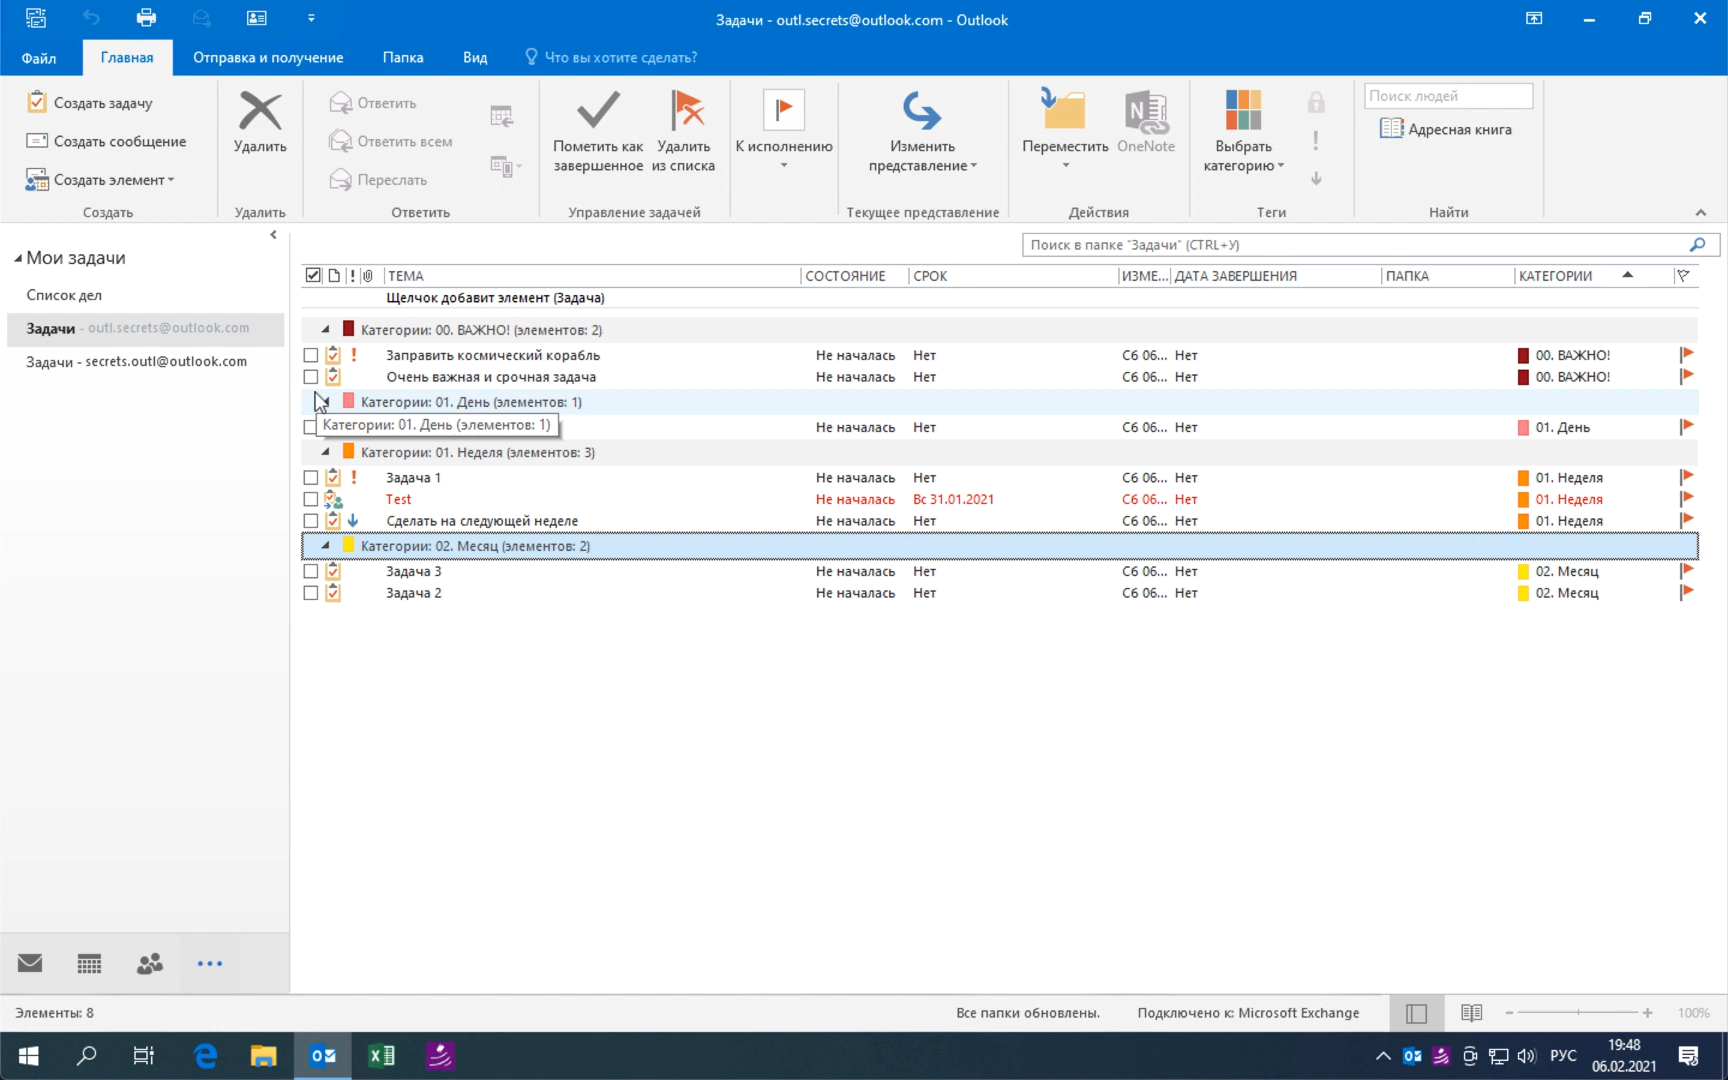 Задачи - outl.secrets@outlook.com - Outlook
Файл Главная Отправка и получение Папка Вид Что вы хотите сделать?
Создать задачу
Создать сообщение
Создать элемент
Создать
Удалить
Удалить
Ответить
Ответить всем
Переслать
Ответить
Пометить как завершенное
Удалить из списка
Управление задачей
К исполнению
Изменить представление
Текущее представление
Переместить
OneNote
Действия
Выбрать категорию
Теги
Поиск людей
Адресная книга
Найти
Мои задачи
Список дел
Задачи - outl.secrets@outlook.com
Задачи - secrets.outl@outlook.com
Поиск в папке "Задачи" (CTRL+У)
ТЕМА СОСТОЯНИЕ СРОК ИЗМЕ... ДАТА ЗАВЕРШЕНИЯ ПАПКА КАТЕГОРИИ
Щелчок добавит элемент (Задача)
Категории: 00. ВАЖНО! (элементов: 2)
Заправить космический корабль Не началась Нет Сб 06... Нет 00. ВАЖНО!
Очень важная и срочная задача Не началась Нет Сб 06... Нет 00. ВАЖНО!
Категории: 01. День (элементов: 1)
Категории: 01. День (элементов: 1) Не началась Нет Сб 06... Нет 01. День
Категории: 01. Неделя (элементов: 3)
Задача 1 Не началась Нет Сб 06... Нет 01. Неделя
Test Не началась Вс 31.01.2021 Сб 06... Нет 01. Неделя
Сделать на следующей неделе Не началась Нет Сб 06... Нет 01. Неделя
Категории: 02. Месяц (элементов: 2)
Задача 3 Не началась Нет Сб 06... Нет 02. Месяц
Задача 2 Не началась Нет Сб 06... Нет 02. Месяц
Элементы: 8 Все папки обновлены. Подключено к: Microsoft Exchange 100%
РУС 19:48
06.02.2021